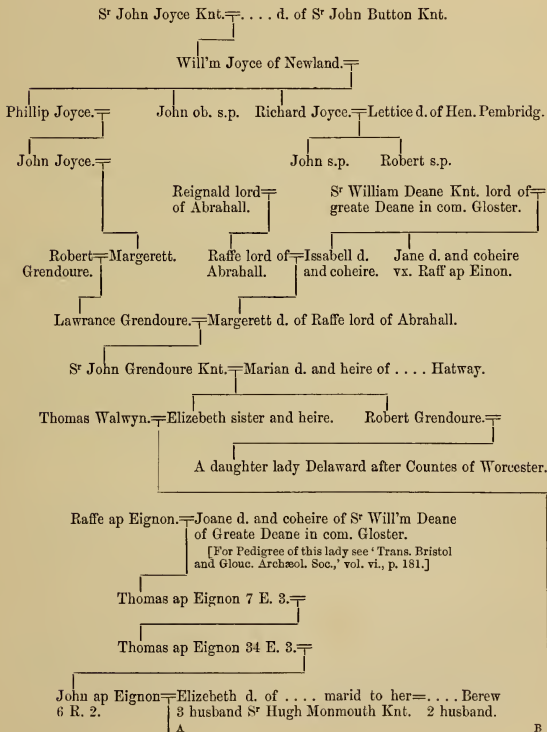 Sr John Joyce Knt.=. . . . d. of Sr John Button Knt.
Will'm Joyce of Newland.=
Phillip Joyce.= John ob. s.p. Richard Joyce.=Lettice d. of Hen. Pembridg.
John Joyce.= John s.p. Robert s.p.
Reignald lord= Sr William Deane Knt. lord of=
of Abrahall. greate Deane in com. Gloster.
Robert=Margerett. Raffe lord of=Issabell d. Jane d. and coheire
Grendoure. Abrahall. and coheire. vx. Raff ap Einon.
Lawrance Grendoure.=Margerett d. of Raffe lord of Abrahall.
Sr John Grendoure Knt.=Marian d. and heire of . . . . Hatway.
Thomas Walwyn.=Elizebeth sister and heire. Robert Grendoure.=
A daughter lady Delaward after Countes of Worcester.
Raffe ap Eignon.=Joane d. and coheire of Sr Will'm Deane
of Greate Deane in com. Gloster.
[For Pedigree of this lady see 'Trans. Bristol
and Glouc. Archæol. Soc.,' vol. vi., p. 181.]
Thomas ap Eignon 7 E. 3.=
Thomas ap Eignon 34 E. 3.=
John ap Eignon=Elizebeth d. of . . . . marid to her=. . . . Berew
6 R. 2. 3 husband Sr Hugh Monmouth Knt. 2 husband.
A B